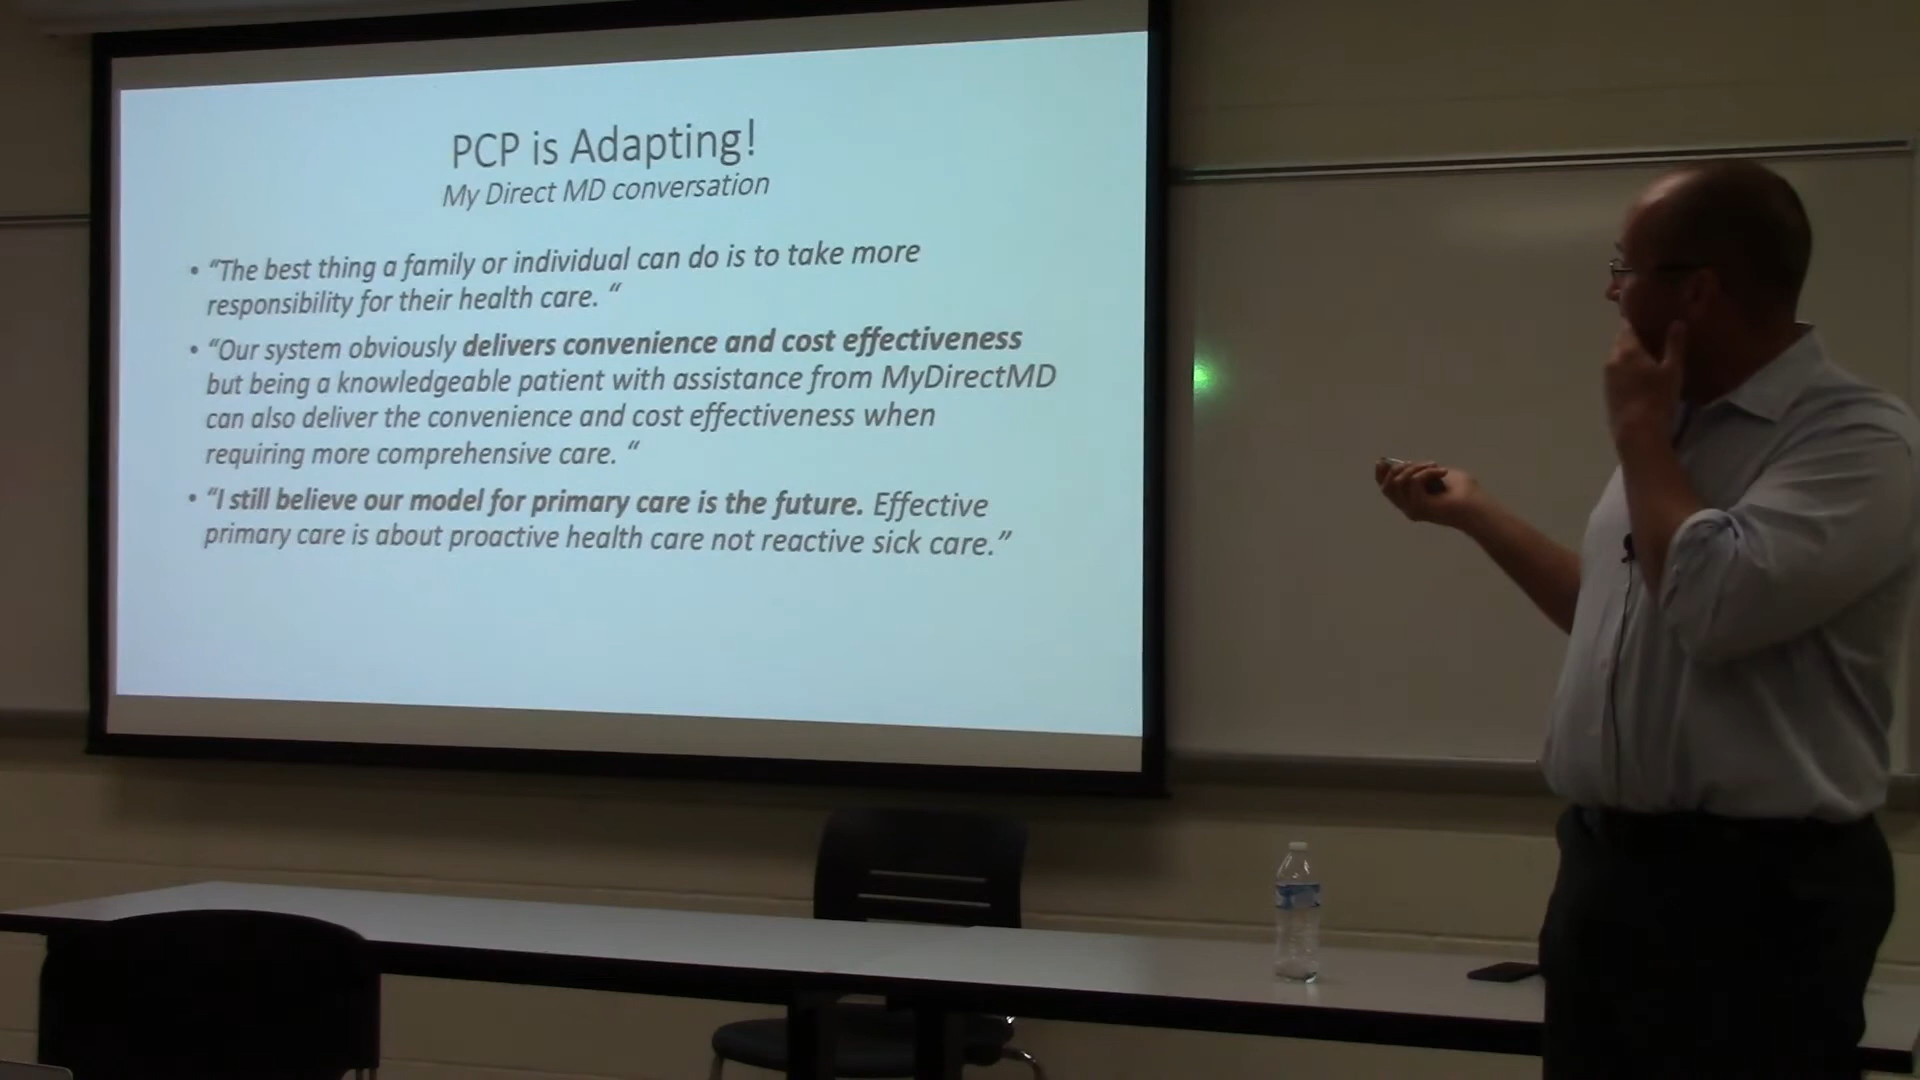 PCP is Adapting!
My Direct MD conversation
• “The best thing a family or individual can do is to take more
responsibility for their health care. “
• “Our system obviously delivers convenience and cost effectiveness
but being a knowledgeable patient with assistance from MyDirectMD
can also deliver the convenience and cost effectiveness when
requiring more comprehensive care. “
• “I still believe our model for primary care is the future. Effective
primary care is about proactive health care not reactive sick care.”